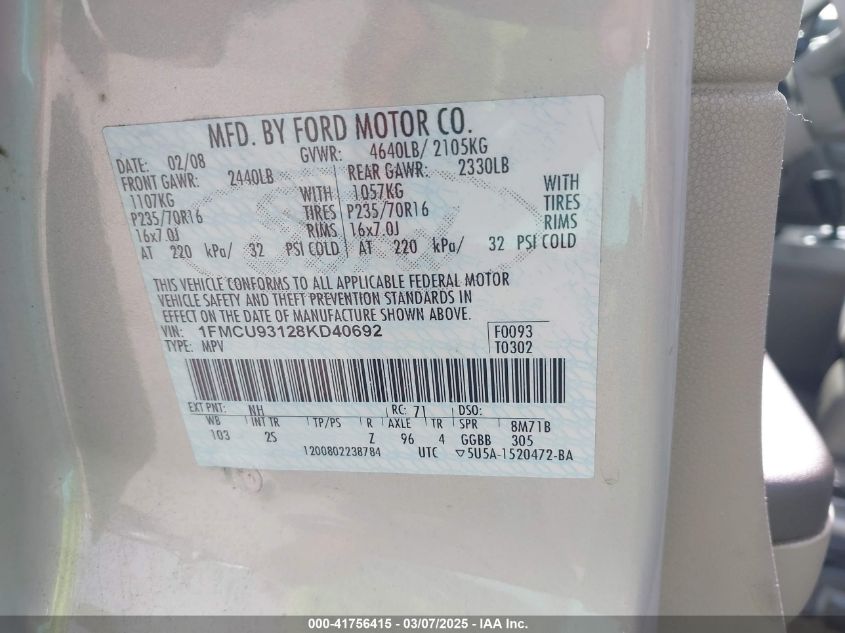 MFD. BY FORD MOTOR CO.
DATE: 02/08 GVWR: 4640LB/ 2105KG
FRONT GAWR: 2440LB REAR GAWR: 2330LB
1107KG WITH 1057KG WITH
P235/70R16 TIRES P235/70R16 TIRES
16x7.0J RIMS 16x7.0J RIMS
AT 220 kPa/ 32 PSI COLD AT 220 kPa/ 32 PSI COLD
THIS VEHICLE CONFORMS TO ALL APPLICABLE FEDERAL MOTOR
VEHICLE SAFETY AND THEFT PREVENTION STANDARDS IN
EFFECT ON THE DATE OF MANUFACTURE SHOWN ABOVE.
VIN: 1FMCU93128KD40692 F0093
TYPE: MPV T0302
EXT PNT: NH RC: 71 DSO:
WB INT TR TP/PS R AXLE TR SPR 8M71B
103 2S Z 96 4 GGBB 305
1200802238784 UTC ▽5U5A-1520472-BA
000-41756415 - 03/07/2025 - IAA Inc.